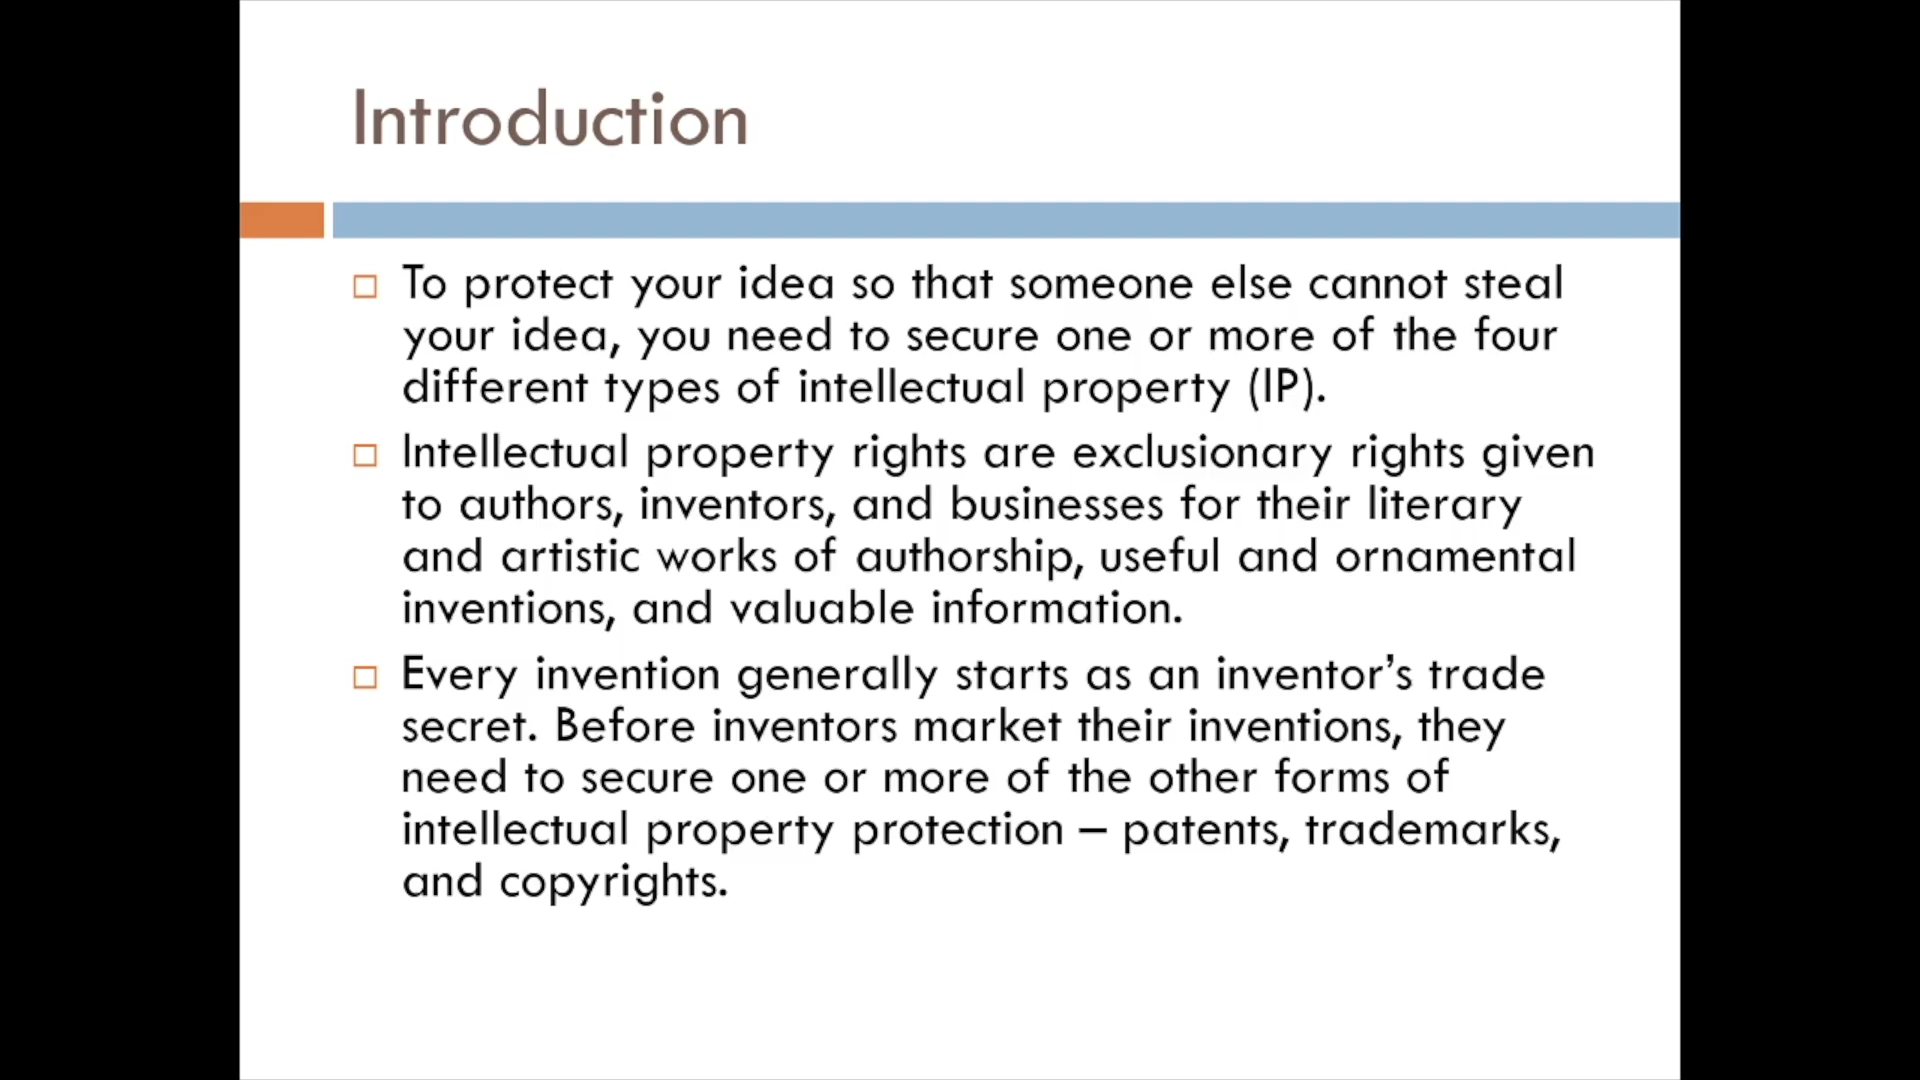 Introduction
To protect your idea so that someone else cannot steal
your idea, you need to secure one or more of the four
different types of intellectual property (IP).
Intellectual property rights are exclusionary rights given
to authors, inventors, and businesses for their literary
and artistic works of authorship, useful and ornamental
inventions, and valuable information.
Every invention generally starts as an inventor’s trade
secret. Before inventors market their inventions, they
need to secure one or more of the other forms of
intellectual property protection – patents, trademarks,
and copyrights.